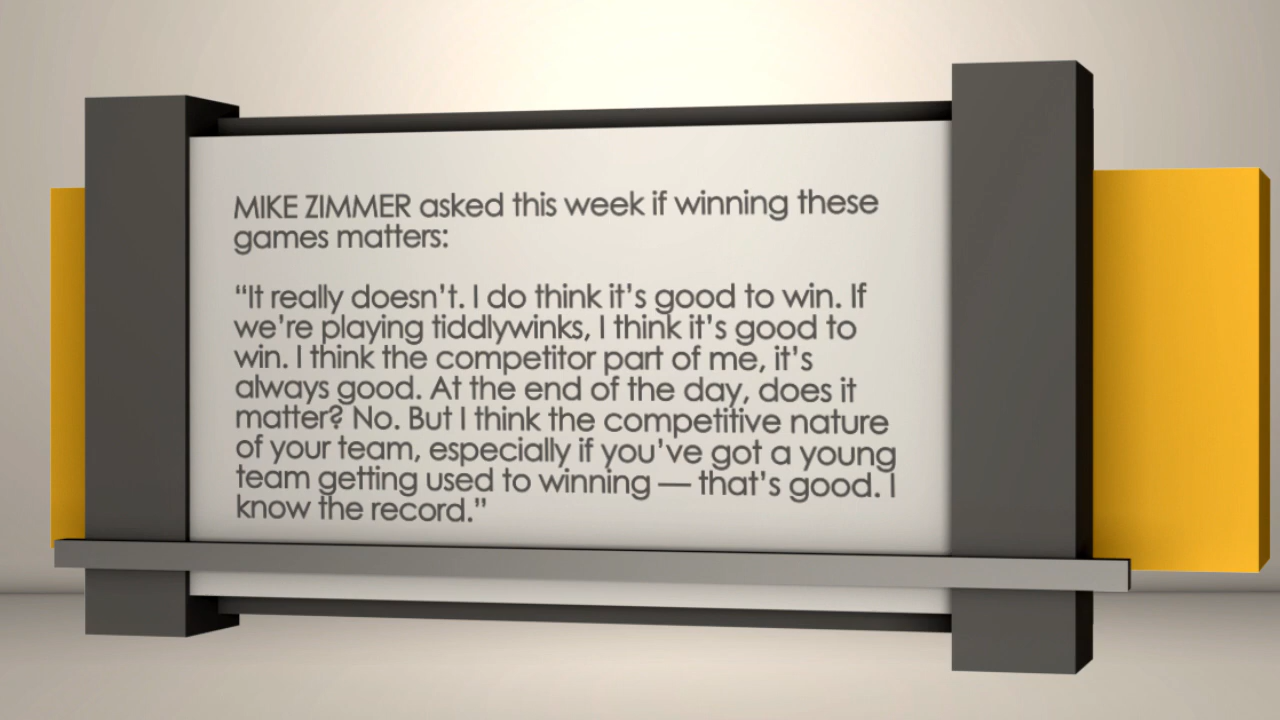 MIKE ZIMMER asked this week if winning these
games matters:
“It really doesn’t. I do think it’s good to win. If
we’re playing tiddlywinks, I think it’s good to
win. I think the competitor part of me, it’s
always good. At the end of the day, does it
matter? No. But I think the competitive nature
of your team, especially if you’ve got a young
team getting used to winning — that’s good. I
know the record.”